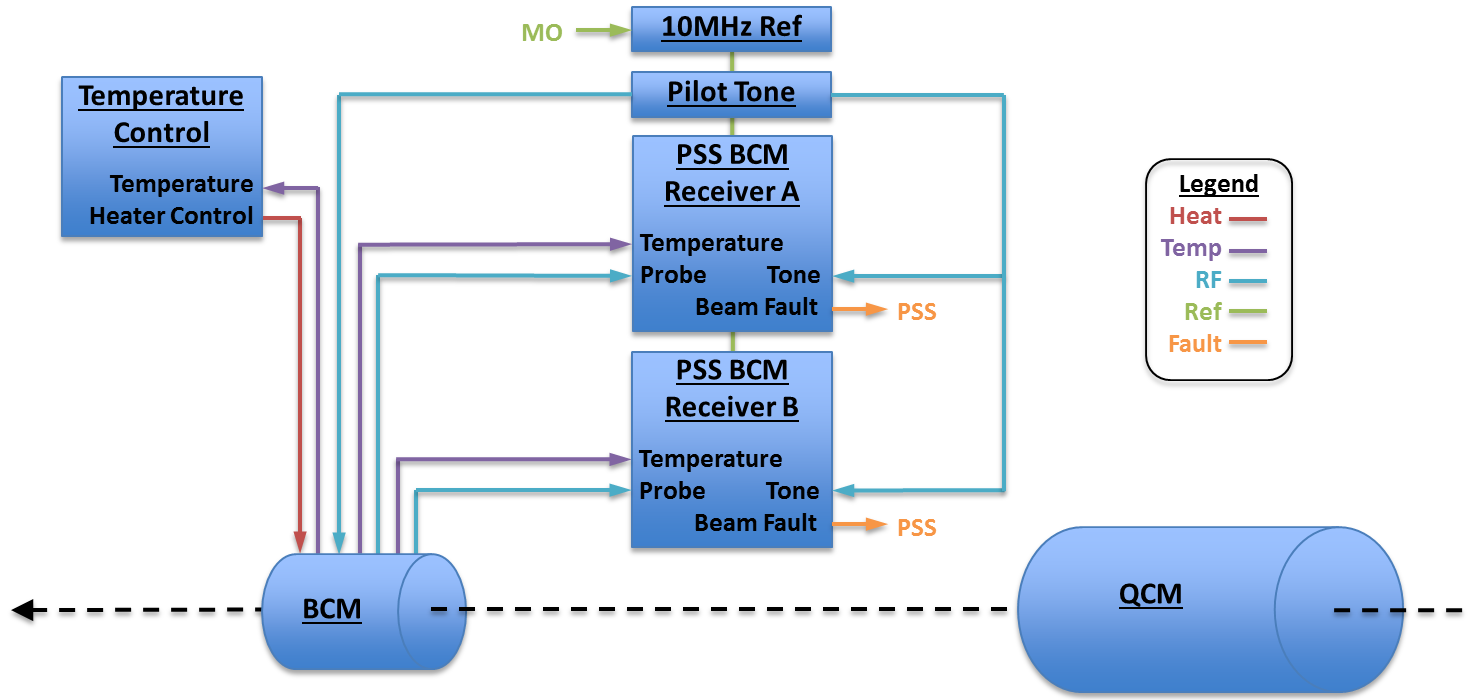 MO
10MHz Ref
Pilot Tone
Temperature
Control
Temperature
Heater Control
PSS BCM
Receiver A
Temperature
Probe Tone
Beam Fault
PSS
PSS BCM
Receiver B
Temperature
Probe Tone
Beam Fault
PSS
Legend
Heat
Temp
RF
Ref
Fault
BCM
QCM